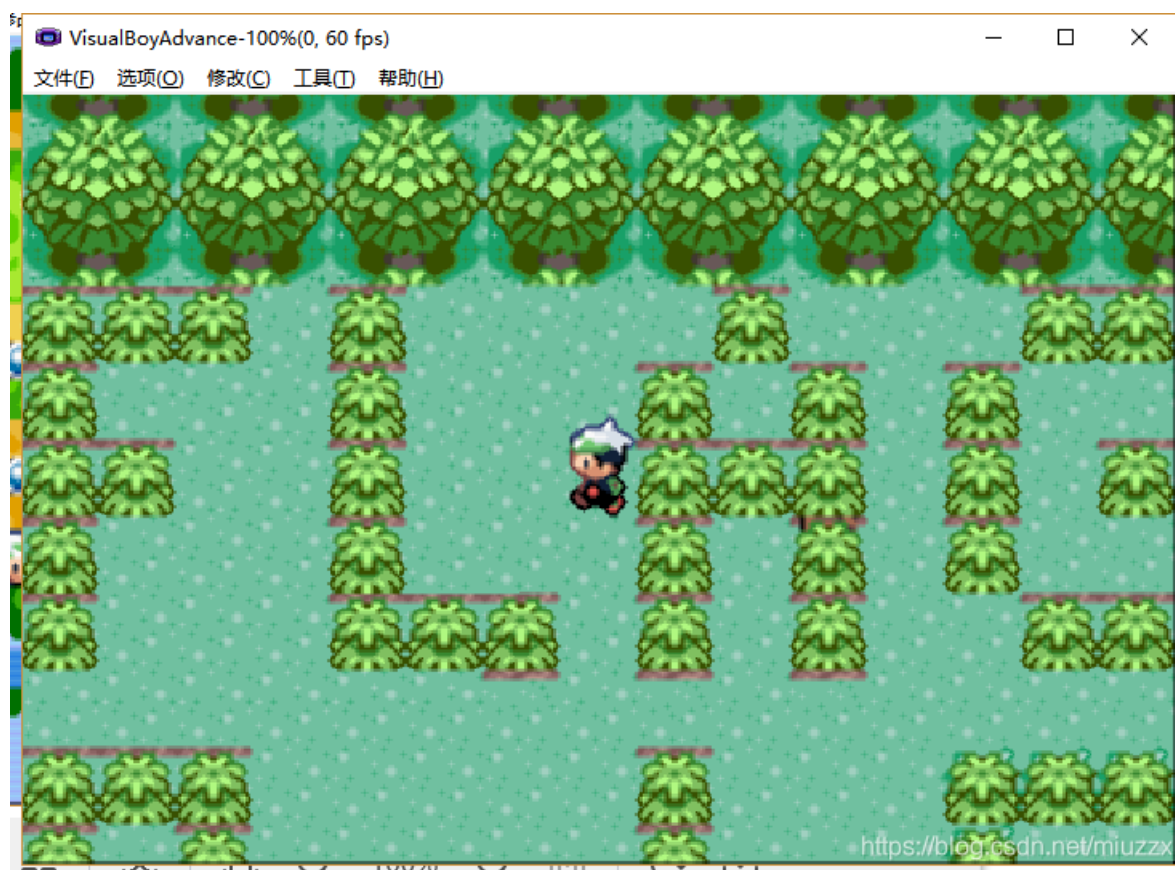 VisualBoyAdvance-100%(0, 60 fps)
文件(F) 选项(O) 修改(C) 工具(T) 帮助(H)
FLAG
https://blog.csdn.net/miuzzx